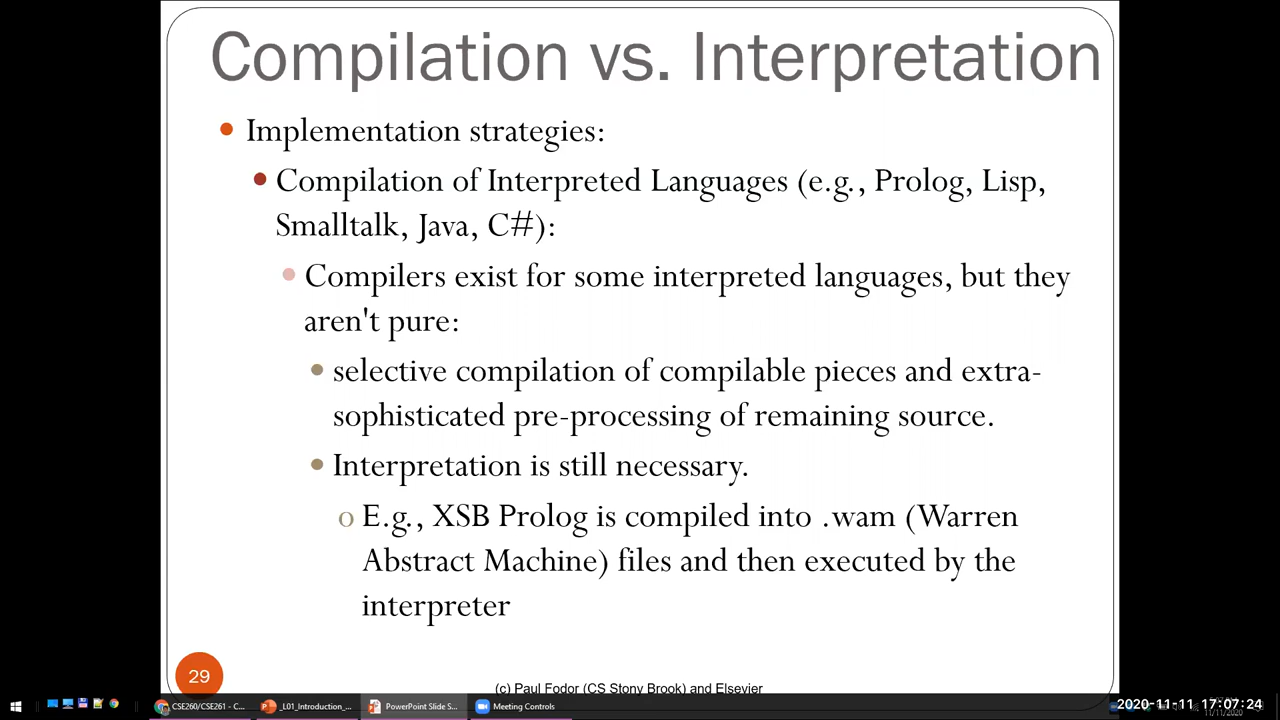 Compilation vs. Interpretation
Implementation strategies:
Compilation of Interpreted Languages (e.g., Prolog, Lisp,
Smalltalk, Java, C#):
Compilers exist for some interpreted languages, but they
aren't pure:
selective compilation of compilable pieces and extra-
sophisticated pre-processing of remaining source.
Interpretation is still necessary.
o E.g., XSB Prolog is compiled into .wam (Warren
Abstract Machine) files and then executed by the
interpreter
29
(c) Paul Fodor (CS Stony Brook) and Elsevier
CSE260/CSE261 - C...
_L01_Introduction_...
PowerPoint Slide S...
Meeting Controls
2020-11-11 17:07:24